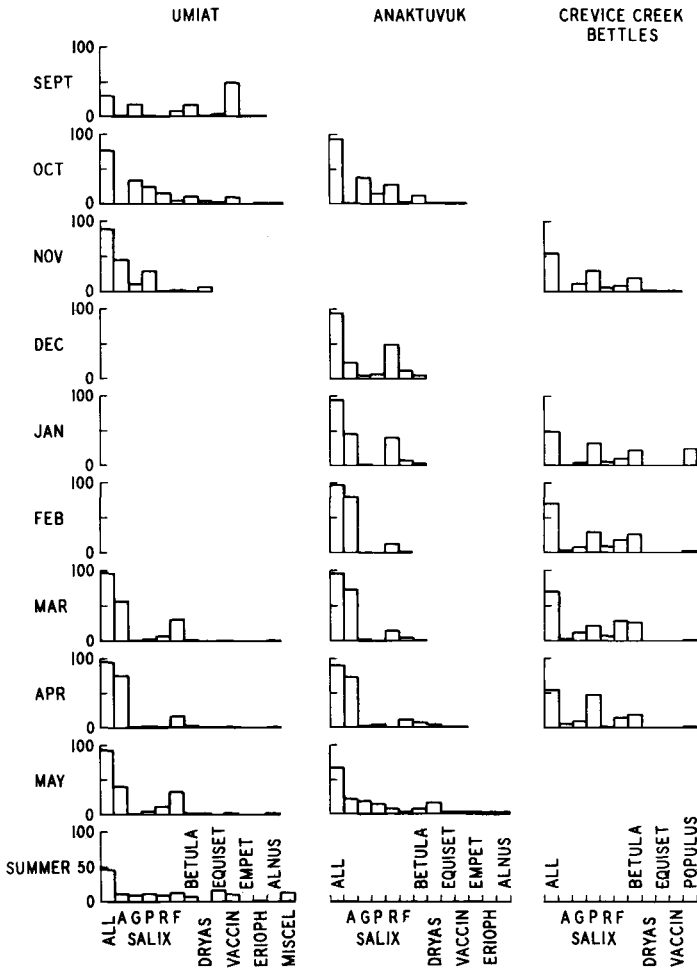 UMIAT ANAKTUVUK CREVICE CREEK
BETTLES
SEPT 100 0
OCT 100 0
NOV 100 0
DEC 100 0
JAN 100 0
FEB 100 0
MAR 100 0
APR 100 0
MAY 100 0
SUMMER 100 50 0
BETULA EQUISET EMPET ALNUS
ALL A G P R F DRYAS VACCIN ERIOPH MISCEL
SALIX
ALL BETULA EQUISET EMPET ALNUS
A G P R F DRYAS VACCIN ERIOPH
SALIX
ALL BETULA EQUISET POPULUS
A G P R F DRYAS VACCIN
SALIX